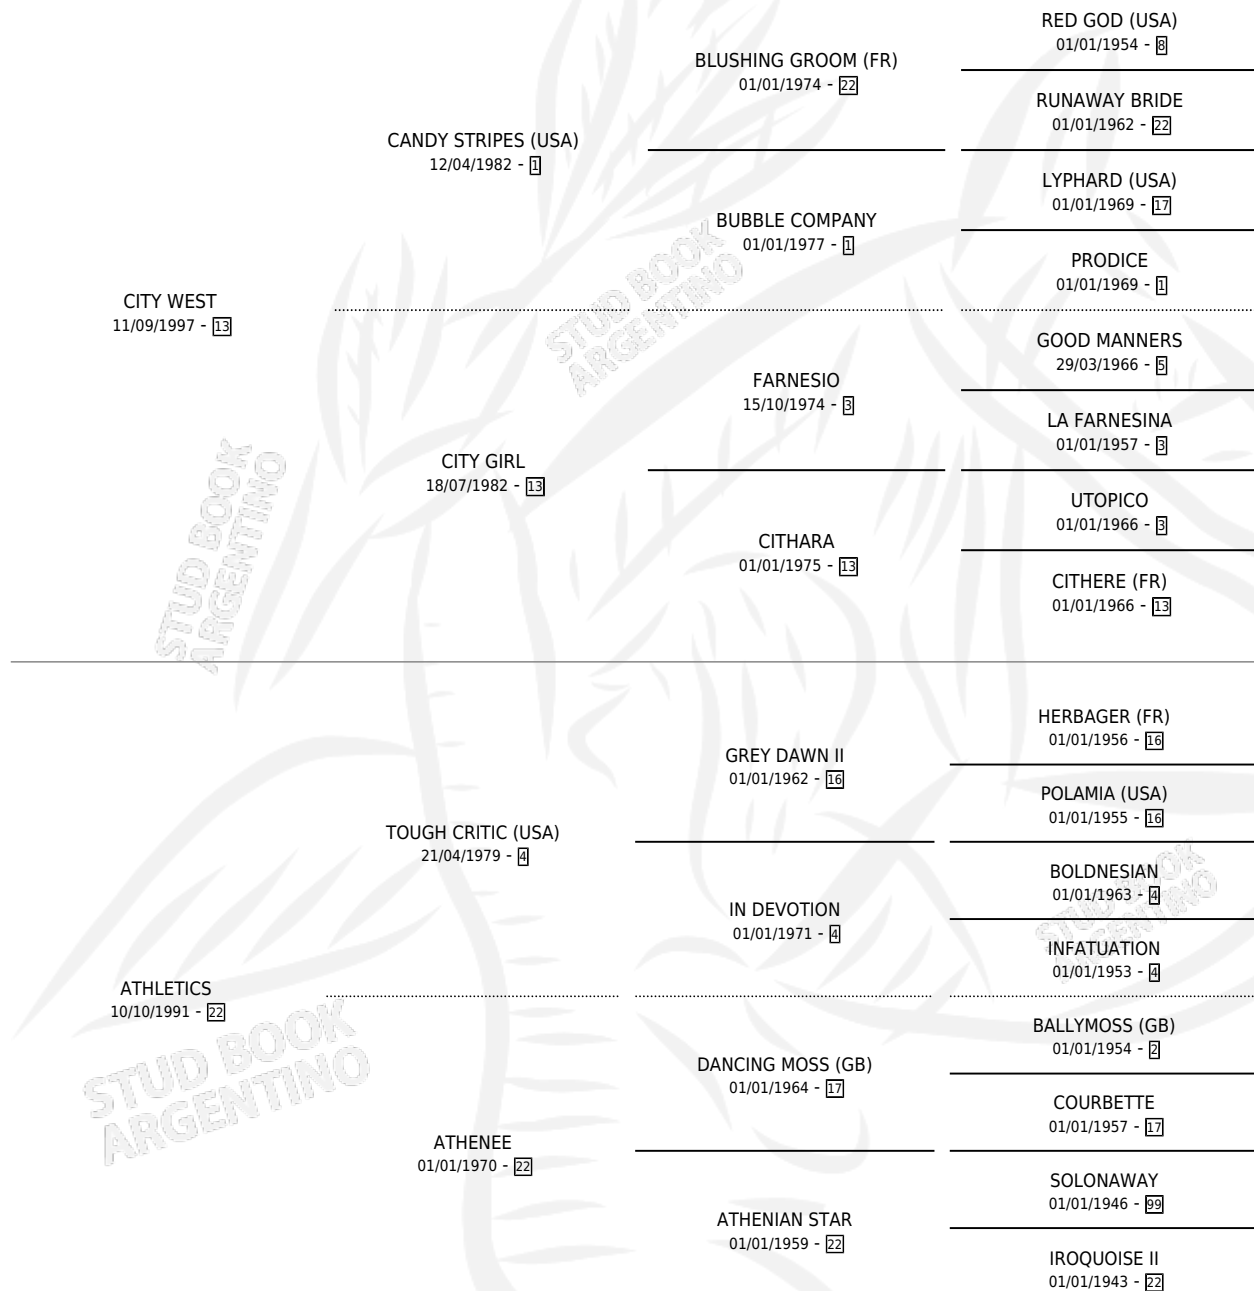 RED GOD (USA)
01/01/1954 - 8
BLUSHING GROOM (FR)
01/01/1974 - 22
RUNAWAY BRIDE
01/01/1962 - 22
CANDY STRIPES (USA)
12/04/1982 - 1
LYPHARD (USA)
01/01/1969 - 17
BUBBLE COMPANY
01/01/1977 - 1
PRODICE
01/01/1969 - 1
CITY WEST
11/09/1997 - 13
GOOD MANNERS
29/03/1966 - 5
FARNESIO
15/10/1974 - 3
LA FARNESINA
01/01/1957 - 3
CITY GIRL
18/07/1982 - 13
UTOPICO
01/01/1966 - 3
CITHARA
01/01/1975 - 13
CITHERE (FR)
01/01/1966 - 13
HERBAGER (FR)
01/01/1956 - 16
GREY DAWN II
01/01/1962 - 16
POLAMIA (USA)
01/01/1955 - 16
TOUGH CRITIC (USA)
21/04/1979 - 4
BOLDNESIAN
01/01/1963 - 4
IN DEVOTION
01/01/1971 - 4
INFATUATION
01/01/1953 - 4
ATHLETICS
10/10/1991 - 22
BALLYMOSS (GB)
01/01/1954 - 2
DANCING MOSS (GB)
01/01/1964 - 17
COURBETTE
01/01/1957 - 17
ATHENEE
01/01/1970 - 22
SOLONAWAY
01/01/1946 - 99
ATHENIAN STAR
01/01/1959 - 22
IROQUOISE II
01/01/1943 - 22
STUD BOOK
ARGENTINO
STUD BOOK
ARGENTINO
STUD BOOK
ARGENTINO
STUD BOOK
ARGENTINO